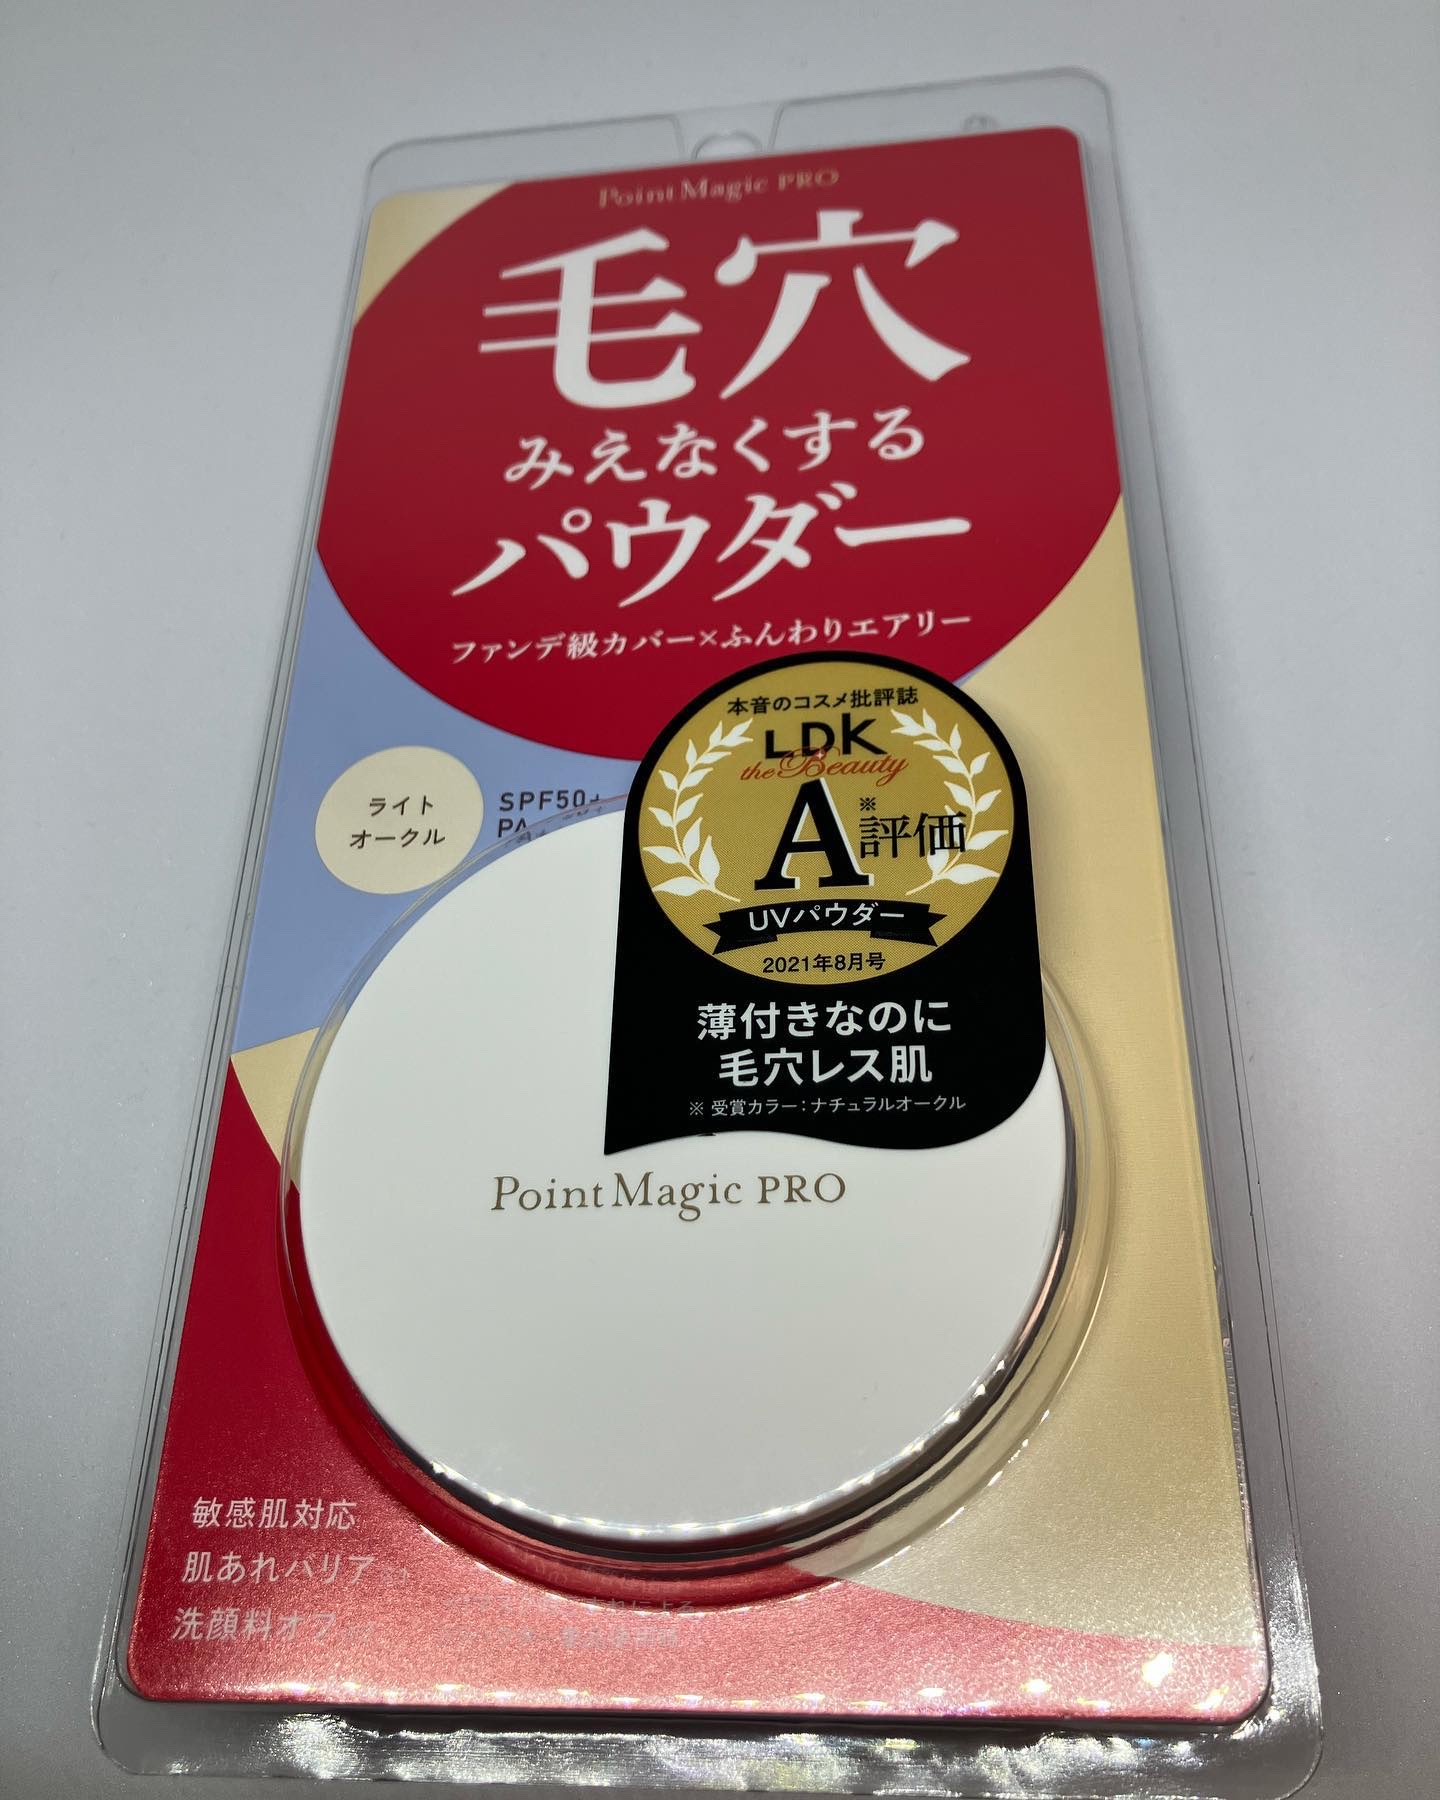 Point Magic PRO
毛穴
みえなくする
パウダー
ファンデ級カバー×ふんわりエアリー
本音のコスメ批評誌
LDK
the Beauty
A※評価
UVパウダー
2021年8月号
薄付きなのに
毛穴レス肌
※ 受賞カラー：ナチュラルオークル
ライト
オークル
SPF50+
PA
Point Magic PRO
敏感肌対応
肌あれバリア
洗顔料オフ